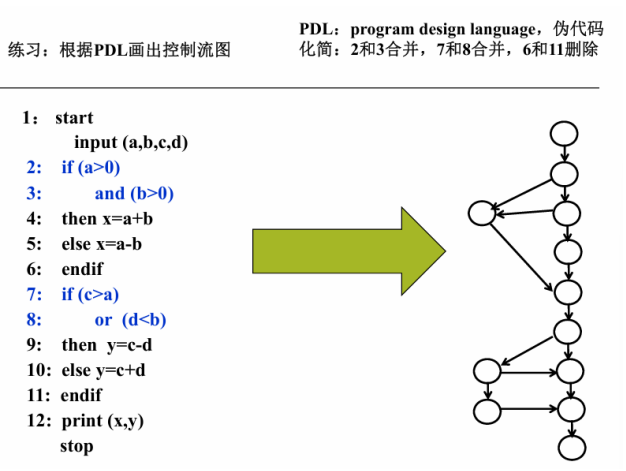 PDL：program design language，伪代码
练习：根据PDL画出控制流图
化简：2和3合并，7和8合并，6和11删除
1： start
input (a,b,c,d)
2: if (a>0)
3: and (b>0)
4: then x=a+b
5: else x=a-b
6: endif
7: if (c>a)
8: or (d<b)
9: then y=c-d
10: else y=c+d
11: endif
12: print (x,y)
stop